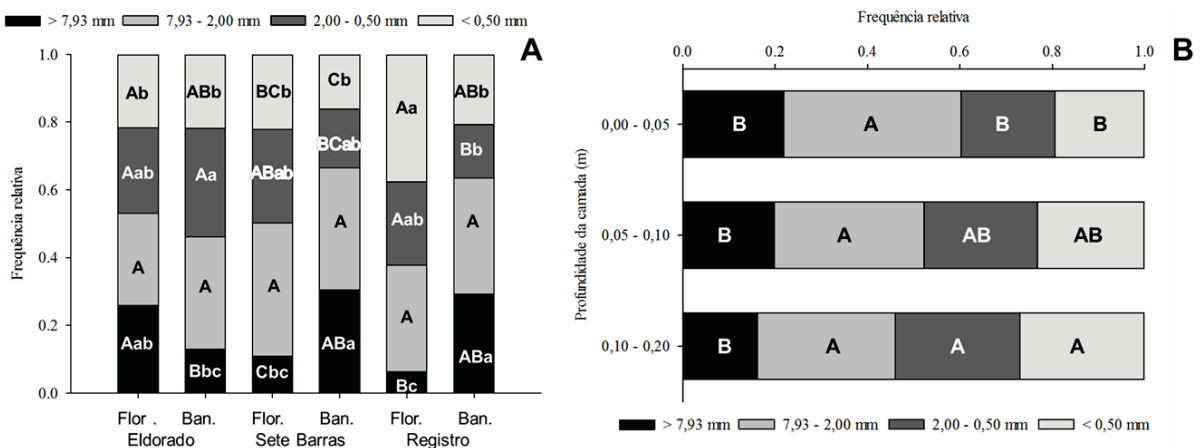 > 7,93 mm 7,93 - 2,00 mm 2,00 - 0,50 mm < 0,50 mm
A
Frequência relativa
1.0
0.8
0.6
0.4
0.2
0.0
Ab ABb BCb Cb Aa ABb
Aab Aa ABab BCab Aab Bb
A A A A A A
Aab Bbc Cbc ABa Bc ABa
Flor . Ban. Flor. Ban. Flor. Ban.
Eldorado Sete Barras Registro
Frequência relativa
0.0 0.2 0.4 0.6 0.8 1.0
B
Profundidade da camada (m)
0,00 - 0,05 B A B B
0,05 - 0,10 B A AB AB
0,10 - 0,20 B A A A
> 7,93 mm 7,93 - 2,00 mm 2,00 - 0,50 mm < 0,50 mm